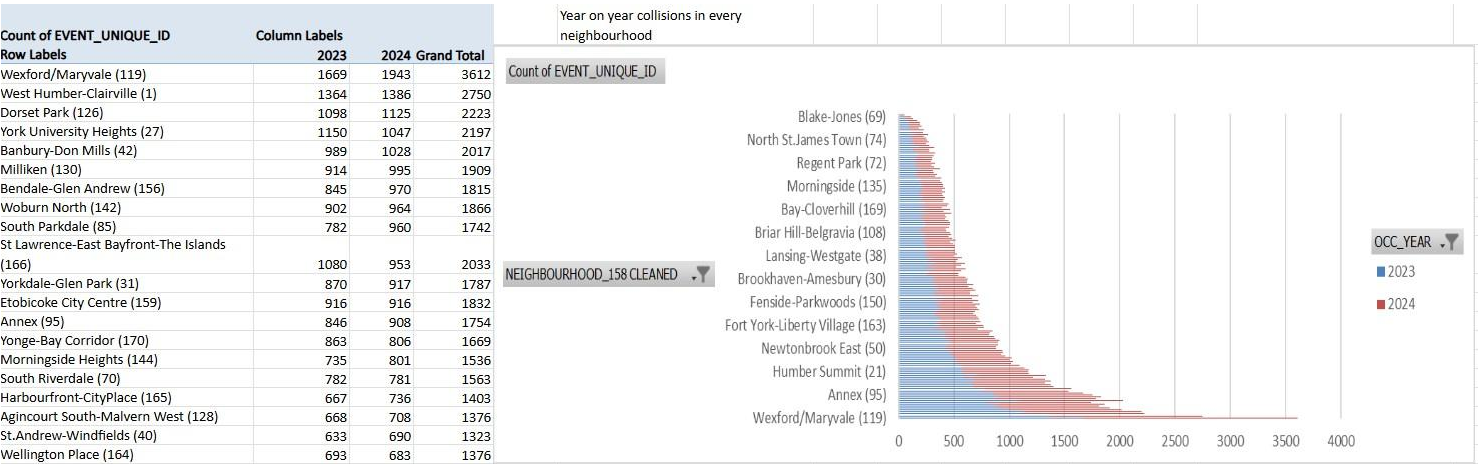 Year on year collisions in every
neighbourhood
Count of EVENT_UNIQUE_ID Column Labels
Row Labels 2023 2024 Grand Total
Wexford/Maryvale (119) 1669 1943 3612
West Humber-Clairville (1) 1364 1386 2750
Dorset Park (126) 1098 1125 2223
York University Heights (27) 1150 1047 2197
Banbury-Don Mills (42) 989 1028 2017
Milliken (130) 914 995 1909
Bendale-Glen Andrew (156) 845 970 1815
Woburn North (142) 902 964 1866
South Parkdale (85) 782 960 1742
St Lawrence-East Bayfront-The Islands
(166) 1080 953 2033
Yorkdale-Glen Park (31) 870 917 1787
Etobicoke City Centre (159) 916 916 1832
Annex (95) 846 908 1754
Yonge-Bay Corridor (170) 863 806 1669
Morningside Heights (144) 735 801 1536
South Riverdale (70) 782 781 1563
Harbourfront-CityPlace (165) 667 736 1403
Agincourt South-Malvern West (128) 668 708 1376
St.Andrew-Windfields (40) 633 690 1323
Wellington Place (164) 693 683 1376
Count of EVENT_UNIQUE_ID
NEIGHBOURHOOD_158 CLEANED
Blake-Jones (69)
North St.James Town (74)
Regent Park (72)
Morningside (135)
Bay-Cloverhill (169)
Briar Hill-Belgravia (108)
Lansing-Westgate (38)
Brookhaven-Amesbury (30)
Fenside-Parkwoods (150)
Fort York-Liberty Village (163)
Newtonbrook East (50)
Humber Summit (21)
Annex (95)
Wexford/Maryvale (119)
0 500 1000 1500 2000 2500 3000 3500 4000
OCC_YEAR
2023
2024